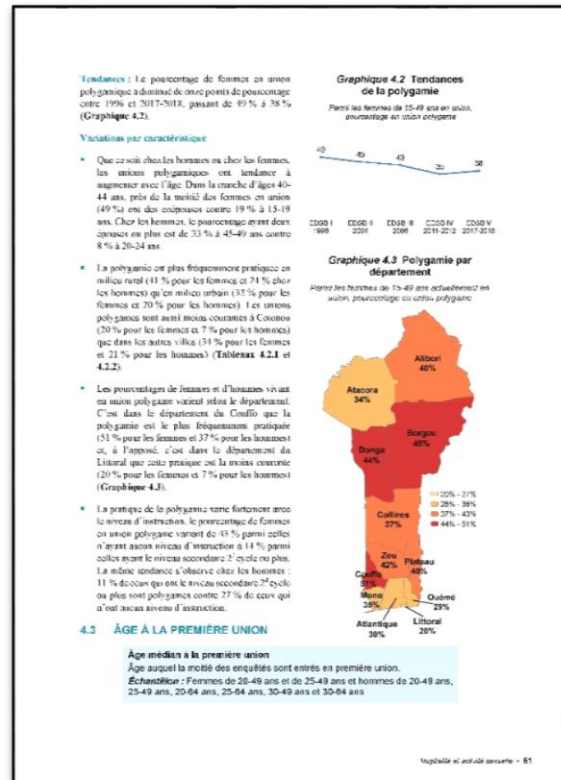 Tendances : Le pourcentage de femmes en union
polygamique a diminué de onze points de pourcentage
entre 1996 et 2017-2018, passant de 49 % à 38 %
(Graphique 4.2).
Variations par caractéristique
• Que ce soit chez les hommes ou chez les femmes,
les unions polygamiques ont tendance à
augmenter avec l'âge. Dans la tranche d'âges 40-
44 ans, près de la moitié des femmes en union
(49 %) ont des coépouses contre 19 % à 15-19
ans. Chez les hommes, le pourcentage ayant deux
épouses ou plus est de 33 % à 45-49 ans contre
8 % à 20-24 ans.
• La polygamie est plus fréquemment pratiquée en
milieu rural (41 % pour les femmes et 24 % chez
les hommes) qu'en milieu urbain (32 % pour les
femmes et 20 % pour les hommes). Les unions
polygames sont aussi moins courantes à Cotonou
(20 % pour les femmes et 7 % pour les hommes)
que dans les autres villes (34 % pour les femmes
et 21 % pour les hommes) (Tableaux 4.2.1 et
4.2.2).
• Les pourcentages de femmes et d'hommes vivant
en union polygame varient selon le département.
C'est dans le département du Couffo que la
polygamie est le plus fréquemment pratiquée
(51 % pour les femmes et 37 % pour les hommes)
et, à l'opposé, c'est dans le département du
Littoral que cette pratique est la moins courante
(20 % pour les femmes et 7 % pour les hommes)
(Graphique 4.3).
• La pratique de la polygamie varie fortement avec
le niveau d'instruction, le pourcentage de femmes
en union polygame variant de 43 % parmi celles
n'ayant aucun niveau d'instruction à 14 % parmi
celles ayant le niveau secondaire 2d cycle ou plus.
La même tendance s'observe chez les hommes :
11 % de ceux qui ont le niveau secondaire 2d cycle
ou plus sont polygames contre 27 % de ceux qui
n'ont aucun niveau d'instruction.
Graphique 4.2 Tendances
de la polygamie
Parmi les femmes de 15-49 ans en union,
pourcentage en union polygame
49 45 43 35 38
EDSB I EDSB II EDSB III EDSB IV EDSB V
1996 2001 2006 2011-2012 2017-2018
Graphique 4.3 Polygamie par
département
Parmi les femmes de 15-49 ans actuellement en
union, pourcentage en union polygame
Alibori
40%
Atacora
34%
Borgou
45%
Donga
44%
20% - 27%
28% - 36%
37% - 43%
44% - 51%
Collines
37%
Zou
42%
Plateau
40%
Couffo
51%
Mono
35%
Ouémé
29%
Atlantique
30%
Littoral
20%
4.3 ÂGE À LA PREMIÈRE UNION
Âge médian à la première union
Âge auquel la moitié des enquêtés sont entrés en première union.
Échantillon : Femmes de 20-49 ans et de 25-49 ans et hommes de 20-49 ans,
25-49 ans, 20-64 ans, 25-64 ans, 30-49 ans et 30-64 ans
Nuptialité et activité sexuelle • 61